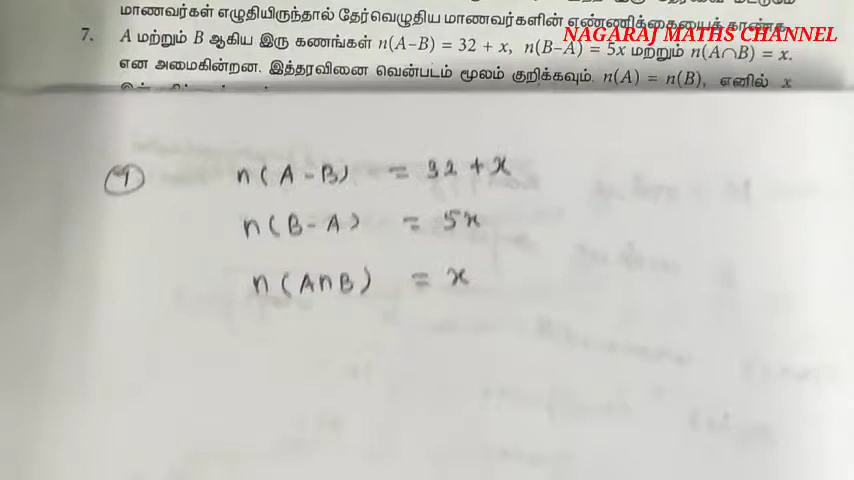 மாணவர்கள் எழுதியிருந்தால் தேர்வெழுதிய மாணவர்களின் எண்ணிக்கையைக் காண்க.
NAGARAJ MATHS CHANNEL
7. A மற்றும் B ஆகிய இரு கணங்கள் n(A–B) = 32 + x, n(B–A) = 5x மற்றும் n(A∩B) = x.
என அமைகின்றன. இத்தரவினை வென்படம் மூலம் குறிக்கவும். n(A) = n(B), எனில் x
7 n(A-B) = 32 + x
n(B-A) = 5x
n(A∩B) = x